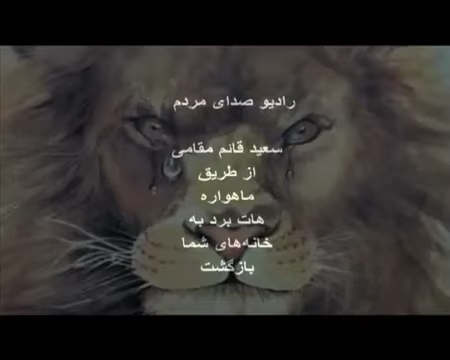 رادیو صدای مردم
سعید قائم مقامی
از طریق
ماهواره
هات برد به
خانه‌های شما
بازگشت